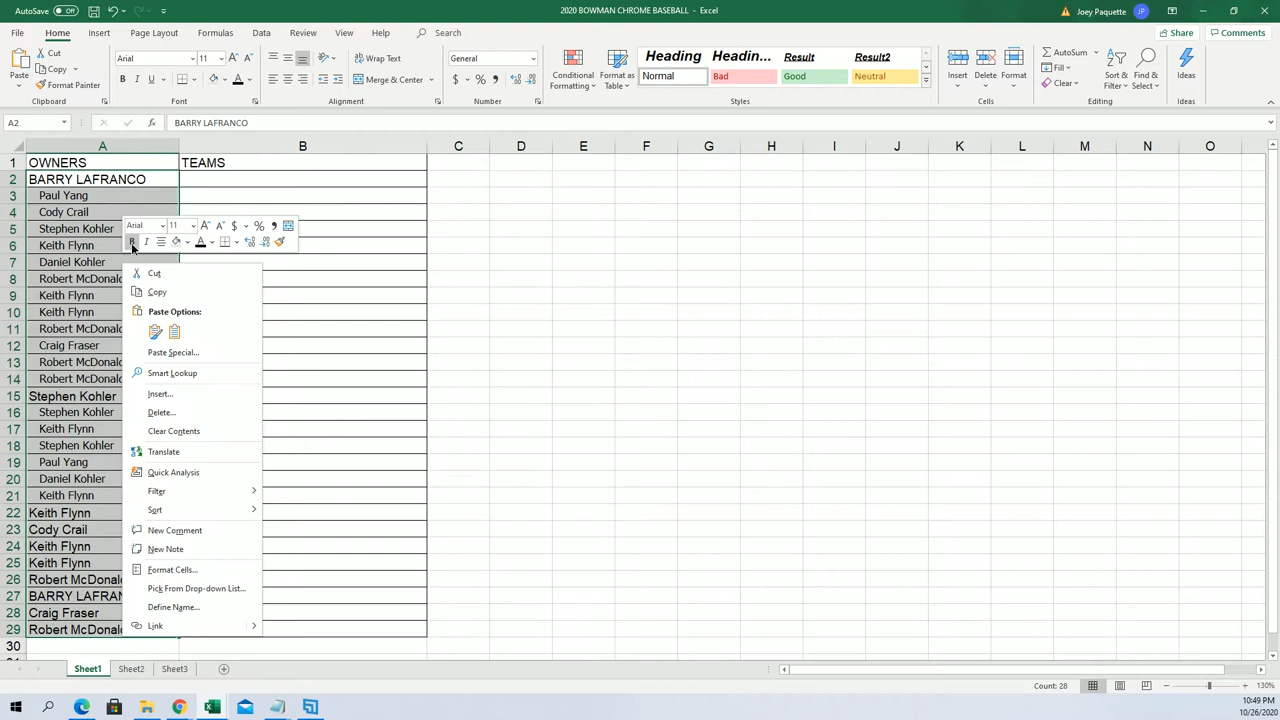 AutoSave Off 2020 BOWMAN CHROME BASEBALL - Excel Joey Paquette JP
File Home Insert Page Layout Formulas Data Review View Help Search Share Comments
Paste Cut Copy Format Painter Clipboard
Arial 11 B I U A Font
Wrap Text Merge & Center Alignment
General $ % , Number
Conditional Formatting Format as Table
Heading Headin... Result Result2
Normal Bad Good Neutral
Styles
Insert Delete Format Cells
AutoSum Fill Clear Sort & Filter Find & Select Editing
Ideas Ideas
A2 fx BARRY LAFRANCO
A B C D E F G H I J K L M N O
1 OWNERS TEAMS
2 BARRY LAFRANCO
3 Paul Yang
4 Cody Crail
5 Stephen Kohler
6 Keith Flynn
7 Daniel Kohler
8 Robert McDonald
9 Keith Flynn
10 Keith Flynn
11 Robert McDonald
12 Craig Fraser
13 Robert McDonald
14 Robert McDonald
15 Stephen Kohler
16 Stephen Kohler
17 Keith Flynn
18 Stephen Kohler
19 Paul Yang
20 Daniel Kohler
21 Keith Flynn
22 Keith Flynn
23 Cody Crail
24 Keith Flynn
25 Keith Flynn
26 Robert McDonal
27 BARRY LAFRAN
28 Craig Fraser
29 Robert McDonal
30
Arial 11 A A $ % ,
B I A
Cut
Copy
Paste Options:
Paste Special...
Smart Lookup
Insert...
Delete...
Clear Contents
Translate
Quick Analysis
Filter
Sort
New Comment
New Note
Format Cells...
Pick From Drop-down List...
Define Name...
Link
Sheet1 Sheet2 Sheet3
Count: 28 130%
10:49 PM
10/26/2020